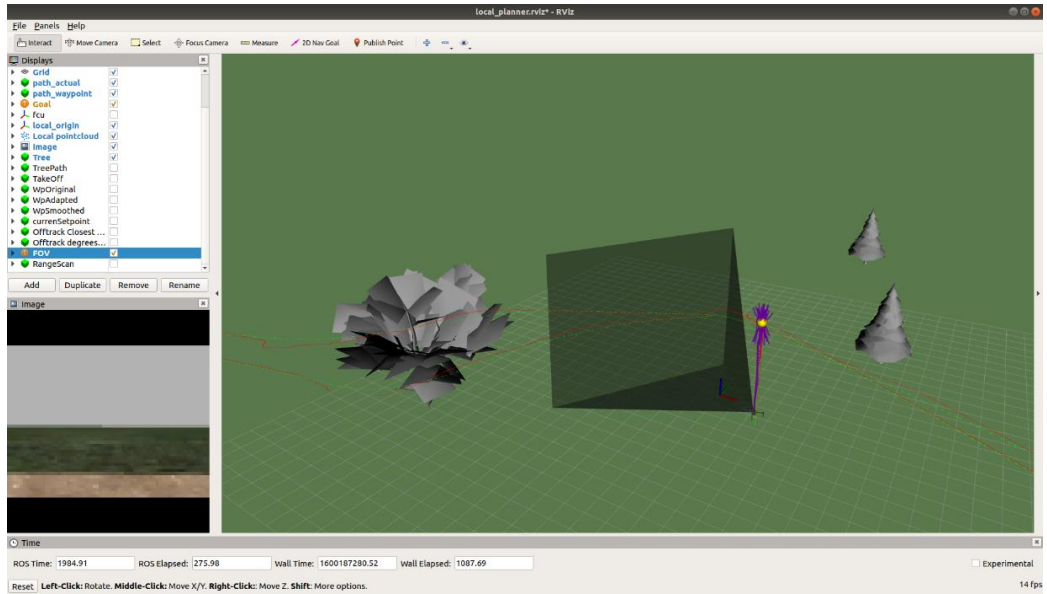 local_planner.rviz* - RViz
File Panels Help
Interact Move Camera Select Focus Camera Measure 2D Nav Goal Publish Point
Displays
Grid
path_actual
path_waypoint
Goal
fcu
local_origin
Local pointcloud
Image
Tree
TreePath
TakeOff
WpOriginal
WpAdapted
WpSmoothed
currenSetpoint
Offtrack Closest ...
Offtrack degrees...
FOV
RangeScan
Add Duplicate Remove Rename
Image
Time
ROS Time: 1984.91 ROS Elapsed: 275.98 Wall Time: 1600187280.52 Wall Elapsed: 1087.69 Experimental
Reset Left-Click: Rotate. Middle-Click: Move X/Y. Right-Click:: Move Z. Shift: More options. 14 fps